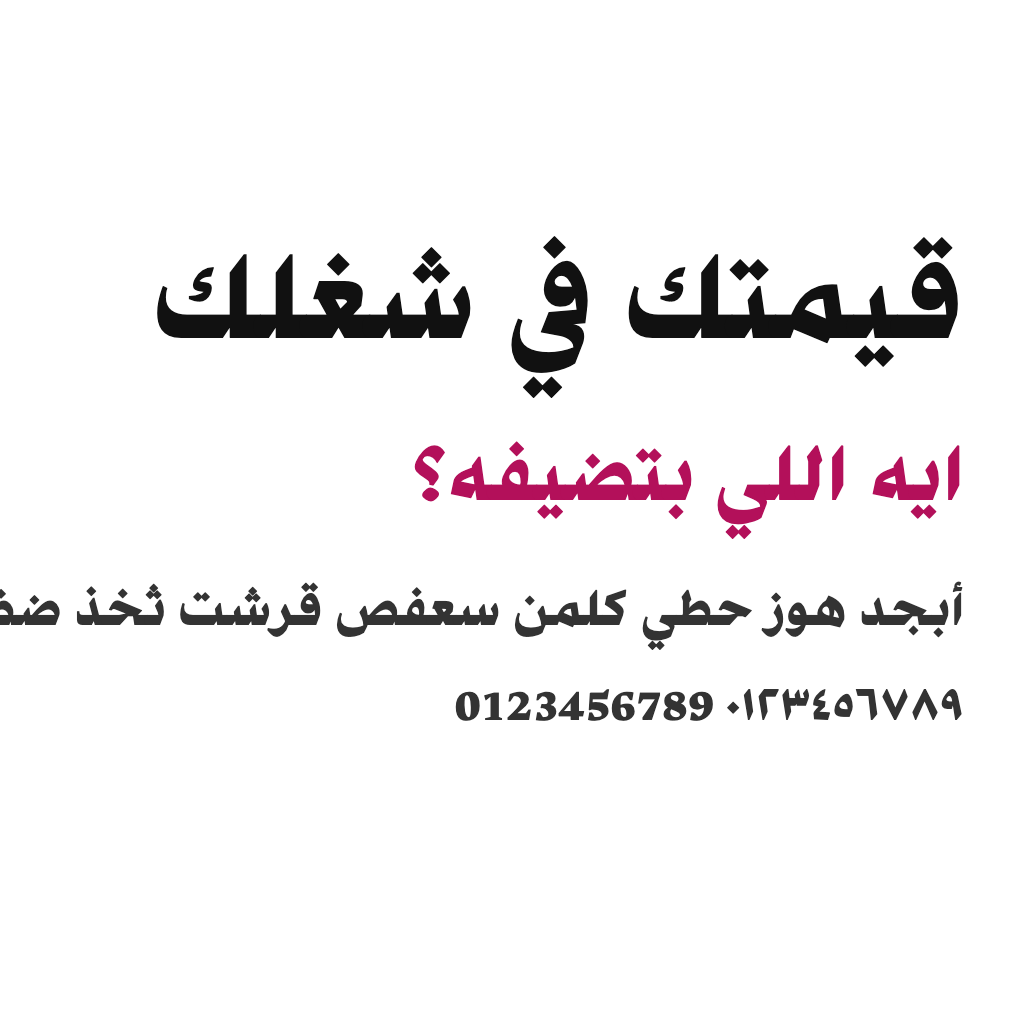 قيمتك في شغلك
ايه اللي بتضيفه؟
أبجد هوز حطي كلمن سعفص قرشت ثخذ
٠١٢٣٤٥٦٧٨٩ 0123456789